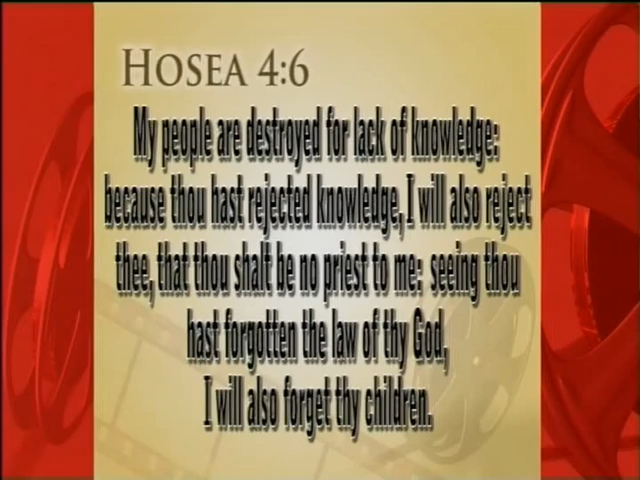 HOSEA 4:6
My people are destroyed for lack of knowledge:
because thou hast rejected knowledge, I will also reject
thee, that thou shalt be no priest to me: seeing thou
hast forgotten the law of thy God,
I will also forget thy children.